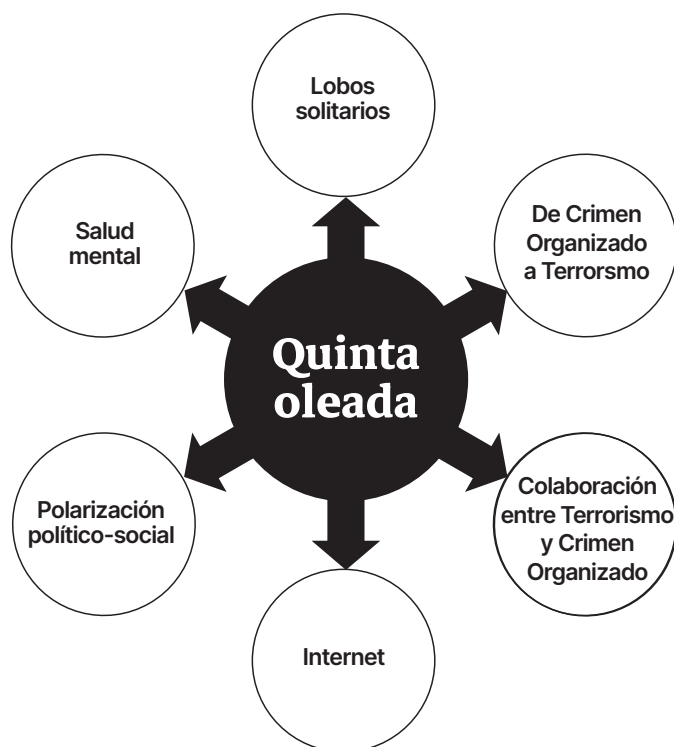 Lobos
solitarios
Salud
mental
De Crimen
Organizado
a Terrorsmo
Quinta
oleada
Polarización
político-social
Colaboración
entre Terrorismo
y Crimen
Organizado
Internet